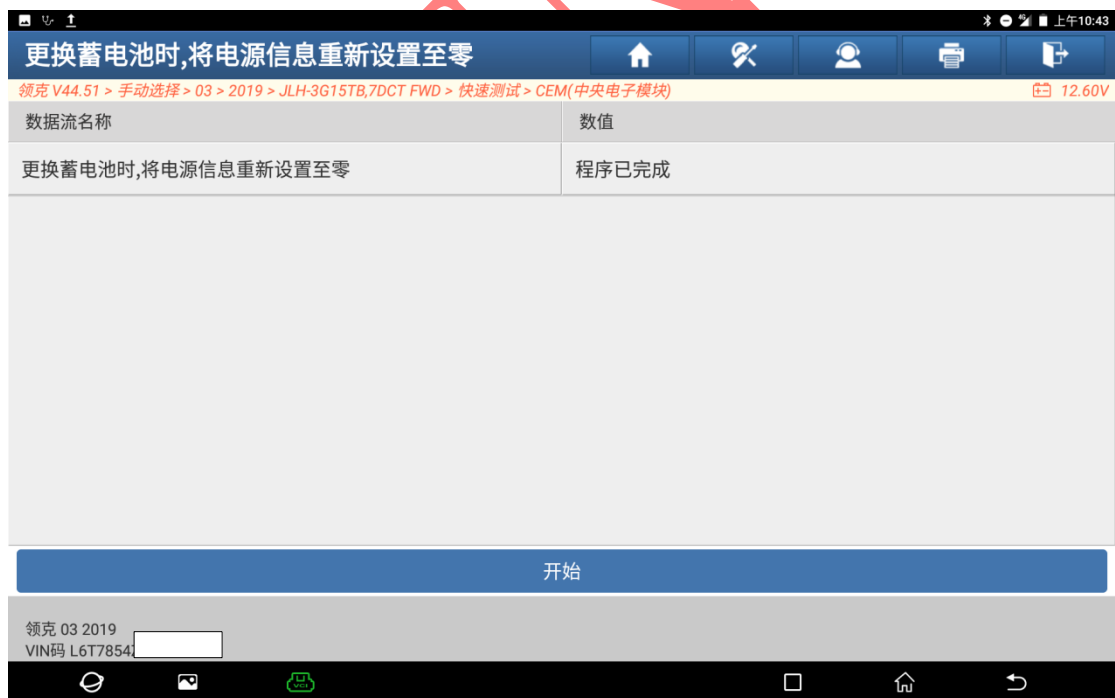 上午10:43
更换蓄电池时,将电源信息重新设置至零
领克 V44.51 > 手动选择 > 03 > 2019 > JLH-3G15TB,7DCT FWD > 快速测试 > CEM(中央电子模块) 12.60V
数据流名称 数值
更换蓄电池时,将电源信息重新设置至零 程序已完成
开始
领克 03 2019
VIN码 L6T7854
VCI